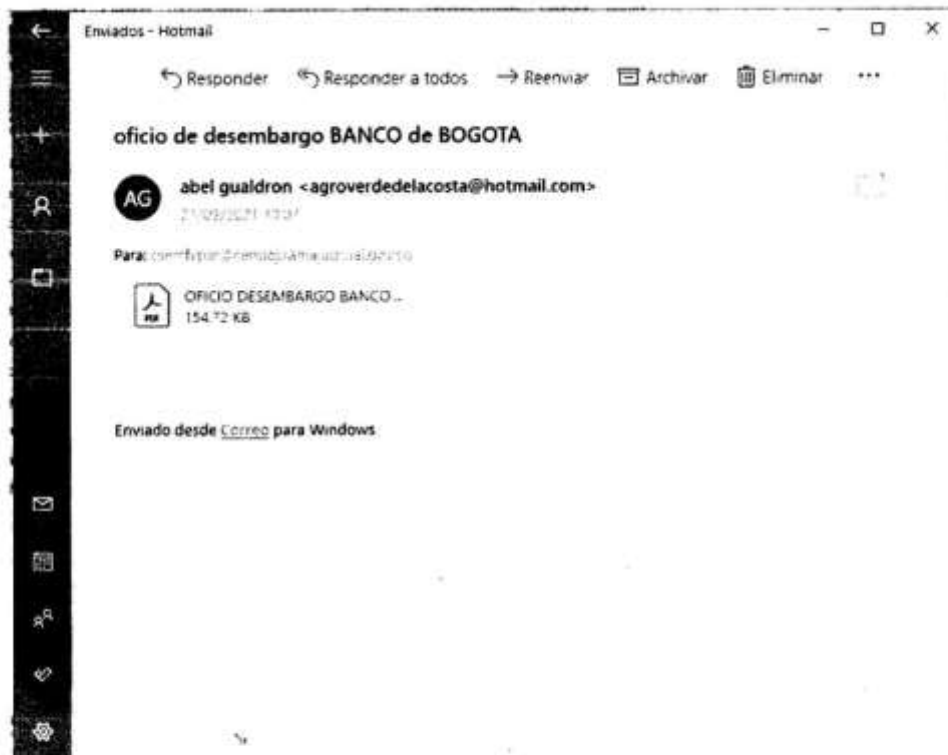 Enviados - Hotmail
Responder Responder a todos Reenviar Archivar Eliminar
oficio de desembargo BANCO de BOGOTA
AG
abel gualdron <agroverdedelacosta@hotmail.com>
Para:
OFICIO DESEMBARGO BANCO...
PDF
154.72 KB
Enviado desde Correo para Windows